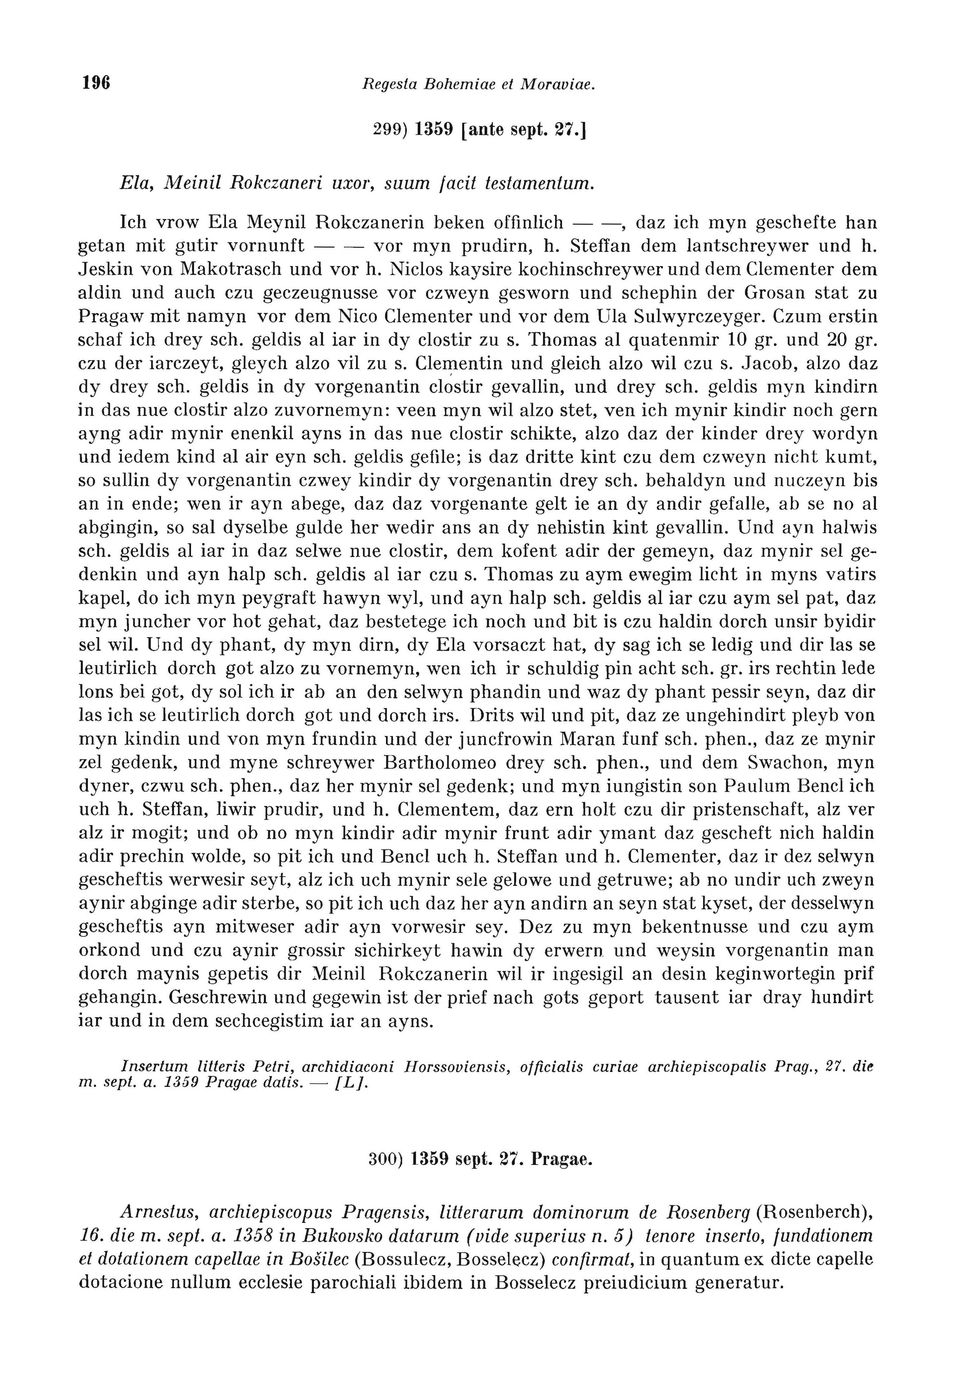 196 Regesta Bohemiae et Moraviae.
299) 1359 [ante sept. 27.]
Ela, Meinil Rokczaneri uxor, suum facit testamentum.
Ich vrow Ela Meynil Rokczanerin beken offinlich — —, daz ich myn geschefte han
getan mit gutir vornunft — — vor myn prudirn, h. Steffan dem lantschreywer und h.
Jeskin von Makotrasch und vor h. Niclos kaysire kochinschreywer und dem Clementer dem
aldin und auch czu geczeugnusse vor czweyn gesworn und schephin der Grosan stat zu
Pragaw mit namyn vor dem Nico Clementer und vor dem Ula Sulwyrczeyger. Czum erstin
schaf ich drey sch. geldis al iar in dy clostir zu s. Thomas al quatenmir 10 gr. und 20 gr.
czu der iarczeyt, gleych alzo vil zu s. Clementin und gleich alzo wil czu s. Jacob, alzo daz
dy drey sch. geldis in dy vorgenantin clostir gevallin, und drey sch. geldis myn kindirn
in das nue clostir alzo zuvornemyn: veen myn wil alzo stet, ven ich mynir kindir noch gern
ayng adir mynir enenkil ayns in das nue clostir schikte, alzo daz der kinder drey wordyn
und iedem kind al air eyn sch. geldis gefile; is daz dritte kint czu dem czweyn nicht kumt,
so sullin dy vorgenantin czwey kindir dy vorgenantin drey sch. behaldyn und nuczeyn bis
an in ende; wen ir ayn abege, daz daz vorgenante gelt ie an dy andir gefalle, ab se no al
abgingin, so sal dyselbe gulde her wedir ans an dy nehistin kint gevallin. Und ayn halwis
sch. geldis al iar in daz selwe nue clostir, dem kofent adir der gemeyn, daz mynir sel ge-
denkin und ayn halp sch. geldis al iar czu s. Thomas zu aym ewegim licht in myns vatirs
kapel, do ich myn peygraft hawyn wyl, und ayn halp sch. geldis al iar czu aym sel pat, daz
myn juncher vor hot gehat, daz bestetege ich noch und bit is czu haldin dorch unsir byidir
sel wil. Und dy phant, dy myn dirn, dy Ela vorsaczt hat, dy sag ich se ledig und dir las se
leutirlich dorch got alzo zu vornemyn, wen ich ir schuldig pin acht sch. gr. irs rechtin lede
lons bei got, dy sol ich ir ab an den selwyn phandin und waz dy phant pessir seyn, daz dir
las ich se leutirlich dorch got und dorch irs. Drits wil und pit, daz ze ungehindirt pleyb von
myn kindin und von myn frundin und der juncfrowin Maran funf sch. phen., daz ze mynir
zel gedenk, und myne schreywer Bartholomeo drey sch. phen., und dem Swachon, myn
dyner, czwu sch. phen., daz her mynir sel gedenk; und myn iungistin son Paulum Bencl ich
uch h. Steffan, liwir prudir, und h. Clementem, daz ern holt czu dir pristenschaft, alz ver
alz ir mogit; und ob no myn kindir adir mynir frunt adir ymant daz gescheft nich haldin
adir prechin wolde, so pit ich und Bencl uch h. Steffan und h. Clementer, daz ir dez selwyn
gescheftis werwesir seyt, alz ich uch mynir sele gelowe und getruwe; ab no undir uch zweyn
aynir abginge adir sterbe, so pit ich uch daz her ayn andirn an seyn stat kyset, der desselwyn
gescheftis ayn mitweser adir ayn vorwesir sey. Dez zu myn bekentnusse und czu aym
orkond und czu aynir grossir sichirkeyt hawin dy erwern und weysin vorgenantin man
dorch maynis gepetis dir Meinil Rokczanerin wil ir ingesigil an desin keginwortegin prif
gehangin. Geschrewin und gegewin ist der prief nach gots geport tausent iar dray hundirt
iar und in dem sechcegistim iar an ayns.
Insertum litteris Petri, archidiaconi Horssoviensis, officialis curiae archiepiscopalis Prag., 27. die
m. sept. a. 1359 Pragae datis. — [L].
300) 1359 sept. 27. Pragae.
Arnestus, archiepiscopus Pragensis, litterarum dominorum de Rosenberg (Rosenberch),
16. die m. sept. a. 1358 in Bukovsko datarum (vide superius n. 5) tenore inserto, fundationem
et dotationem capellae in Bošilec (Bossulecz, Bosselecz) confirmat, in quantum ex dicte capelle
dotacione nullum ecclesie parochiali ibidem in Bosselecz preiudicium generatur.